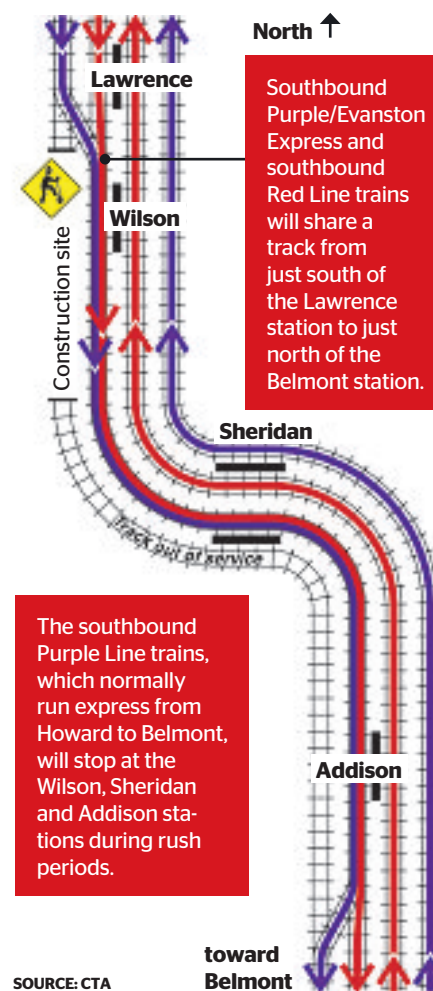 North
Lawrence
Southbound
Purple/Evanston
Express and
southbound
Red Line trains
will share a
track from
just south of
the Lawrence
station to just
north of the
Belmont station.
Wilson
Construction site
Sheridan
Track out of service
The southbound
Purple Line trains,
which normally
run express from
Howard to Belmont,
will stop at the
Wilson, Sheridan
and Addison sta-
tions during rush
periods.
Addison
toward
Belmont
SOURCE: CTA